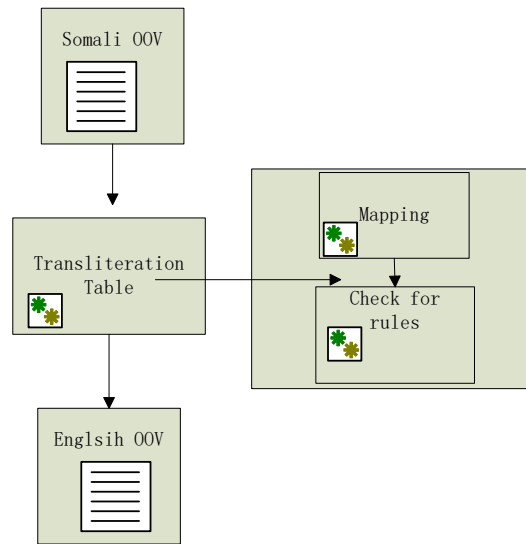 Somali OOV
Transliteration
Table
Mapping
Check for
rules
Englsih OOV